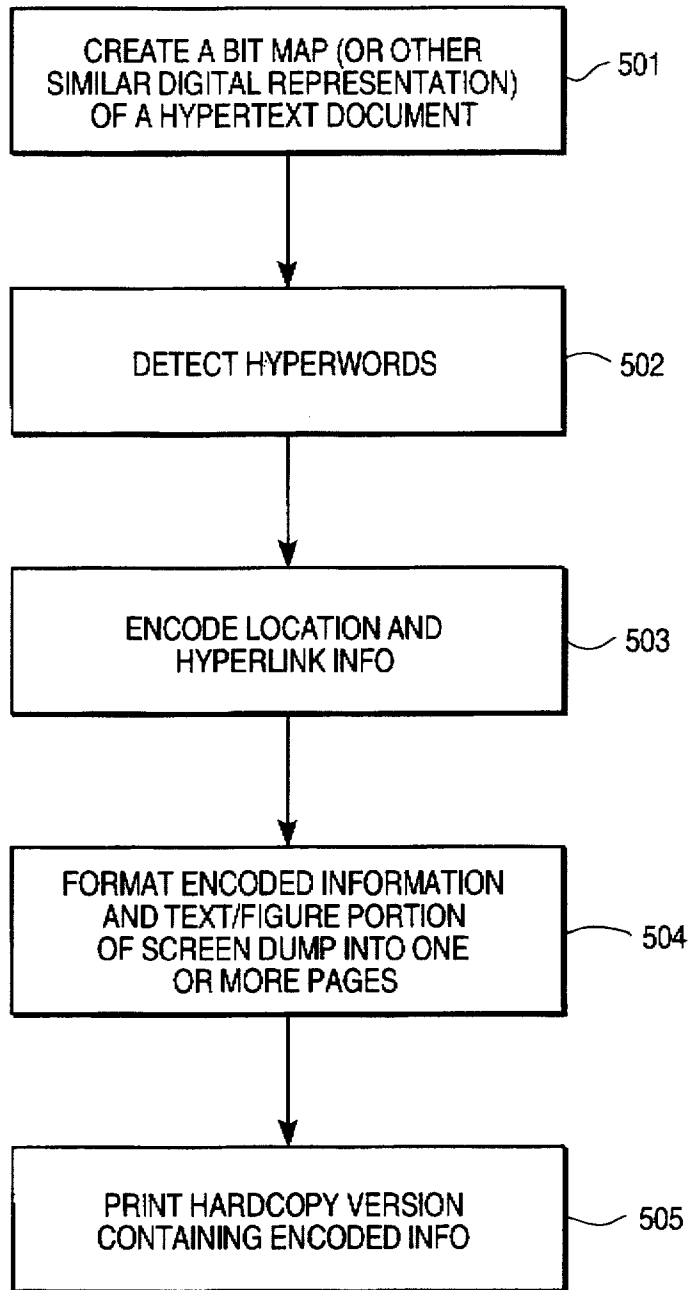 CREATE A BIT MAP (OR OTHER
SIMILAR DIGITAL REPRESENTATION)
OF A HYPERTEXT DOCUMENT
501
DETECT HYPERWORDS
502
ENCODE LOCATION AND
HYPERLINK INFO
503
FORMAT ENCODED INFORMATION
AND TEXT/FIGURE PORTION
OF SCREEN DUMP INTO ONE
OR MORE PAGES
504
PRINT HARDCOPY VERSION
CONTAINING ENCODED INFO
505